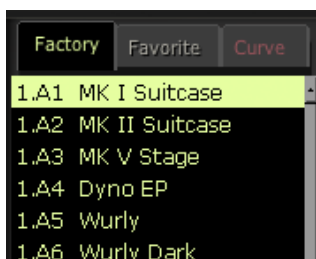 Factory Favorite Curve
1.A1 MK I Suitcase
1.A2 MK II Suitcase
1.A3 MK V Stage
1.A4 Dyno EP
1.A5 Wurly
1.A6 Wurly Dark